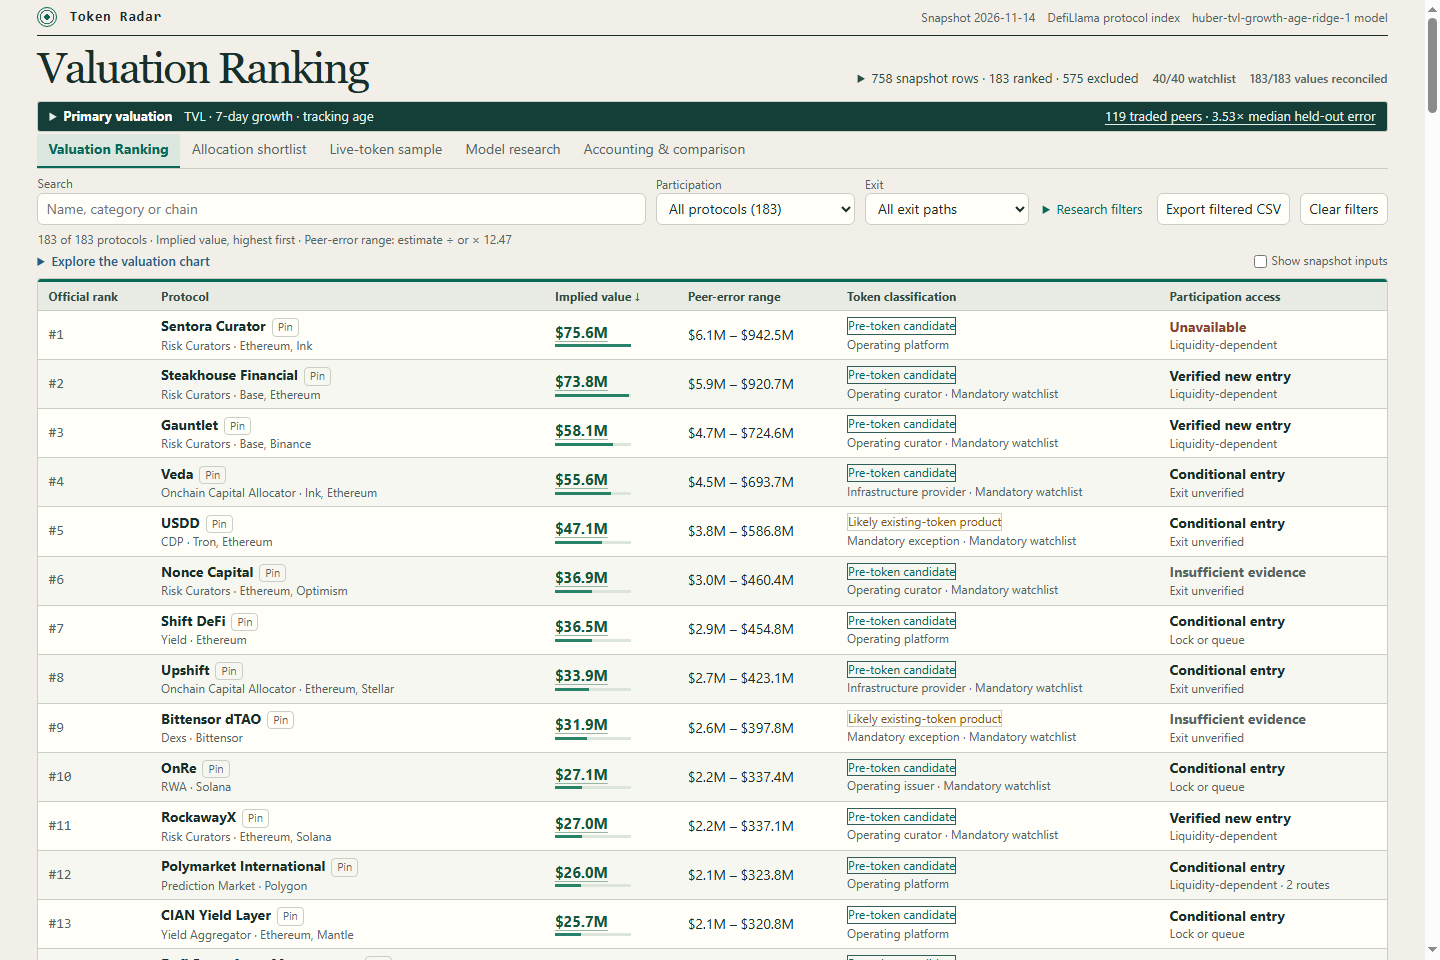 Token Radar
Snapshot 2026-11-14 DefiLlama protocol index huber-tvl-growth-age-ridge-1 model
Valuation Ranking
▶ 758 snapshot rows · 183 ranked · 575 excluded 40/40 watchlist 183/183 values reconciled
▶ Primary valuation TVL · 7-day growth · tracking age 119 traded peers · 3.53× median held-out error
Valuation Ranking Allocation shortlist Live-token sample Model research Accounting & comparison
Search Participation Exit
Name, category or chain All protocols (183) All exit paths ▶ Research filters Export filtered CSV Clear filters
183 of 183 protocols · Implied value, highest first · Peer-error range: estimate ÷ or × 12.47
▶ Explore the valuation chart Show snapshot inputs
Official rank Protocol Implied value ↓ Peer-error range Token classification Participation access
#1 Sentora Curator Pin $75.6M $6.1M – $942.5M Pre-token candidate Unavailable
Risk Curators · Ethereum, Ink Operating platform Liquidity-dependent
#2 Steakhouse Financial Pin $73.8M $5.9M – $920.7M Pre-token candidate Verified new entry
Risk Curators · Base, Ethereum Operating curator · Mandatory watchlist Liquidity-dependent
#3 Gauntlet Pin $58.1M $4.7M – $724.6M Pre-token candidate Verified new entry
Risk Curators · Base, Binance Operating curator · Mandatory watchlist Liquidity-dependent
#4 Veda Pin $55.6M $4.5M – $693.7M Pre-token candidate Conditional entry
Onchain Capital Allocator · Ink, Ethereum Infrastructure provider · Mandatory watchlist Exit unverified
#5 USDD Pin $47.1M $3.8M – $586.8M Likely existing-token product Conditional entry
CDP · Tron, Ethereum Mandatory exception · Mandatory watchlist Exit unverified
#6 Nonce Capital Pin $36.9M $3.0M – $460.4M Pre-token candidate Insufficient evidence
Risk Curators · Ethereum, Optimism Operating curator · Mandatory watchlist Exit unverified
#7 Shift DeFi Pin $36.5M $2.9M – $454.8M Pre-token candidate Conditional entry
Yield · Ethereum Operating platform Lock or queue
#8 Upshift Pin $33.9M $2.7M – $423.1M Pre-token candidate Conditional entry
Onchain Capital Allocator · Ethereum, Stellar Infrastructure provider · Mandatory watchlist Exit unverified
#9 Bittensor dTAO Pin $31.9M $2.6M – $397.8M Likely existing-token product Insufficient evidence
Dexs · Bittensor Mandatory exception · Mandatory watchlist Exit unverified
#10 OnRe Pin $27.1M $2.2M – $337.4M Pre-token candidate Conditional entry
RWA · Solana Operating issuer · Mandatory watchlist Lock or queue
#11 RockawayX Pin $27.0M $2.2M – $337.1M Pre-token candidate Verified new entry
Risk Curators · Ethereum, Solana Operating curator · Mandatory watchlist Liquidity-dependent
#12 Polymarket International Pin $26.0M $2.1M – $323.8M Pre-token candidate Conditional entry
Prediction Market · Polygon Operating platform Liquidity-dependent · 2 routes
#13 CIAN Yield Layer Pin $25.7M $2.1M – $320.8M Pre-token candidate Conditional entry
Yield Aggregator · Ethereum, Mantle Operating platform Lock or queue